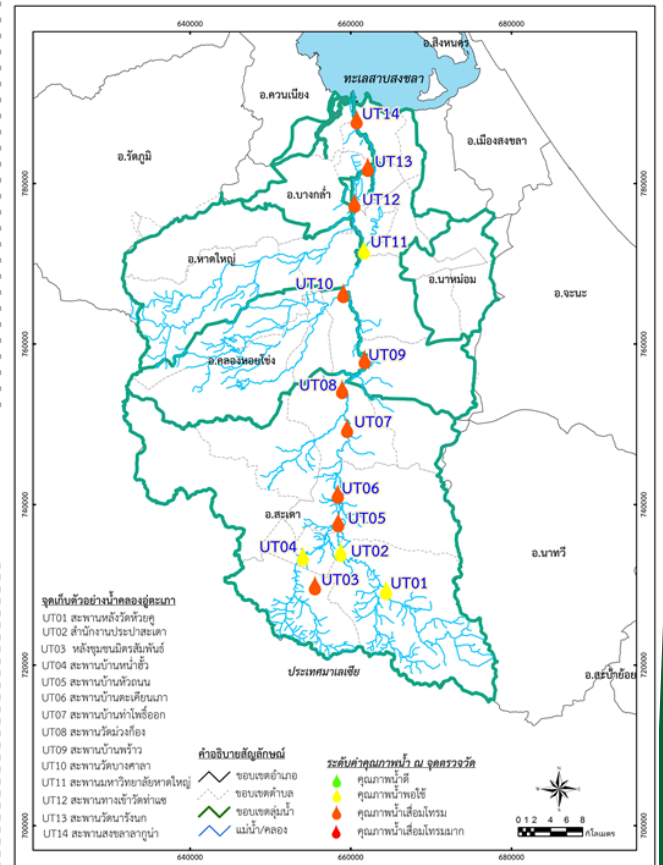 640000 660000 680000
อ.สิงหนคร
ทะเลสาบสงขลา
อ.ควนเนียง
UT14
อ.เมืองสงขลา
อ.รัตภูมิ
UT13
780000 780000
อ.บางกล่ำ
UT12
UT11
อ.หาดใหญ่
อ.นาหม่อม
UT10
อ.จะนะ
760000 760000
UT09
อ.คลองหอยโข่ง
UT08
UT07
UT06
740000 740000
อ.สะเดา
UT05
อ.นาทวี
UT04 UT02
UT03 UT01
ประเทศมาเลเซีย
720000
อ.สะบ้าย้อย
จุดเก็บตัวอย่างน้ำคลองอู่ตะเภา
UT01 สะพานหลังวัดห้วยคู
UT02 สำนักงานประปาสะเดา
UT03 หลังชุมชนมิตรสัมพันธ์
UT04 สะพานบ้านหน่ำฮั้ว
UT05 สะพานบ้านหัวถนน
UT06 สะพานบ้านตะเคียนเภา
UT07 สะพานบ้านท่าโพธิ์ออก
UT08 สะพานวัดม่วงก็อง
UT09 สะพานบ้านพร้าว
UT10 สะพานวัดบางศาลา
UT11 สะพานมหาวิทยาลัยหาดใหญ่
UT12 สะพานทางเข้าวัดท่าแซ
UT13 สะพานวัดนารังนก
UT14 สะพานสงขลาลากูน่า
คำอธิบายสัญลักษณ์
ขอบเขตอำเภอ
ขอบเขตตำบล
ขอบเขตลุ่มน้ำ
แม่น้ำ/คลอง
ระดับค่าคุณภาพน้ำ ณ จุดตรวจวัด
คุณภาพน้ำดี
คุณภาพน้ำพอใช้
คุณภาพน้ำเสื่อมโทรม
คุณภาพน้ำเสื่อมโทรมมาก
0 1 2 4 6 8
กิโลเมตร
700000 700000
640000 660000 680000